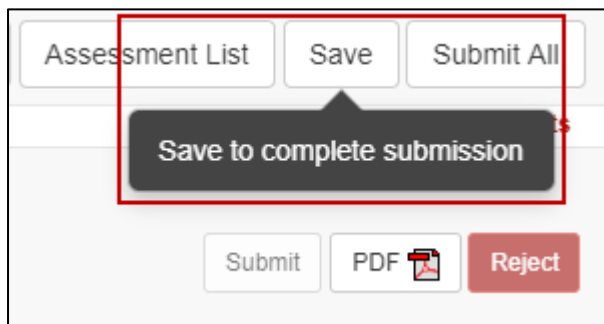 Assessment List Save Submit All
Save to complete submission
Submit PDF Reject